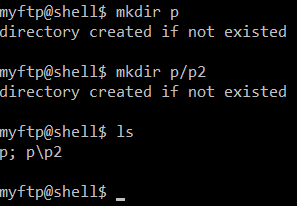 myftp@shell$ mkdir p
directory created if not existed
myftp@shell$ mkdir p/p2
directory created if not existed
myftp@shell$ ls
p; p\p2
myftp@shell$ _